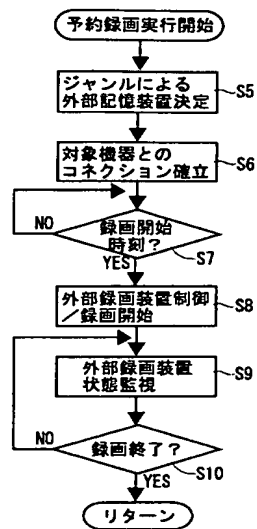 予約録画実行開始
ジャンルによる
外部記憶装置決定
S5
対象機器との
コネクション確立
S6
録画開始
時刻?
NO
YES
S7
外部録画装置制御
/録画開始
S8
外部録画装置
状態監視
S9
録画終了?
NO
YES
S10
リターン